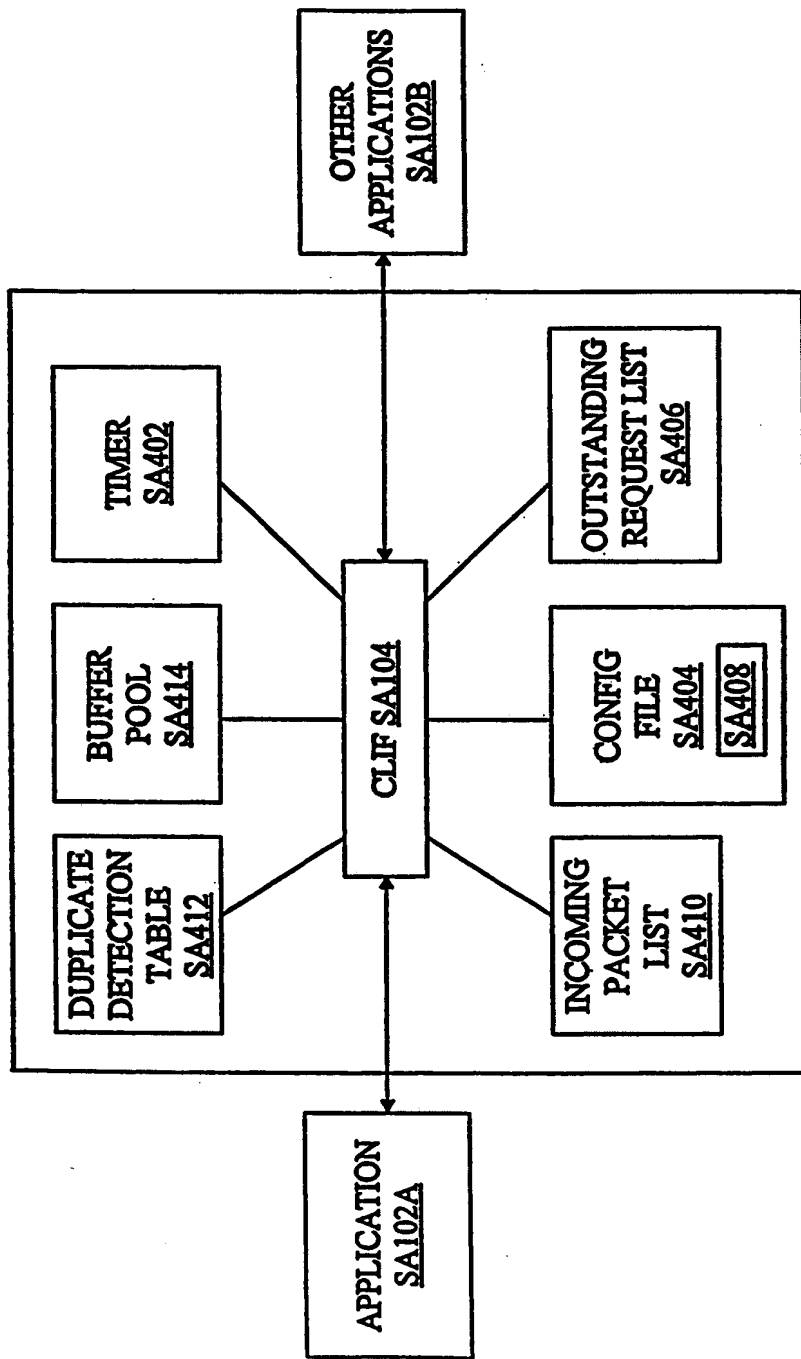 DUPLICATE
DETECTION
TABLE
SA412
BUFFER
POOL
SA414
TIMER
SA402
APPLICATION
SA102A
CLIF SA104
OTHER
APPLICATIONS
SA102B
INCOMING
PACKET
LIST
SA410
CONFIG
FILE
SA404
SA408
OUTSTANDING
REQUEST LIST
SA406